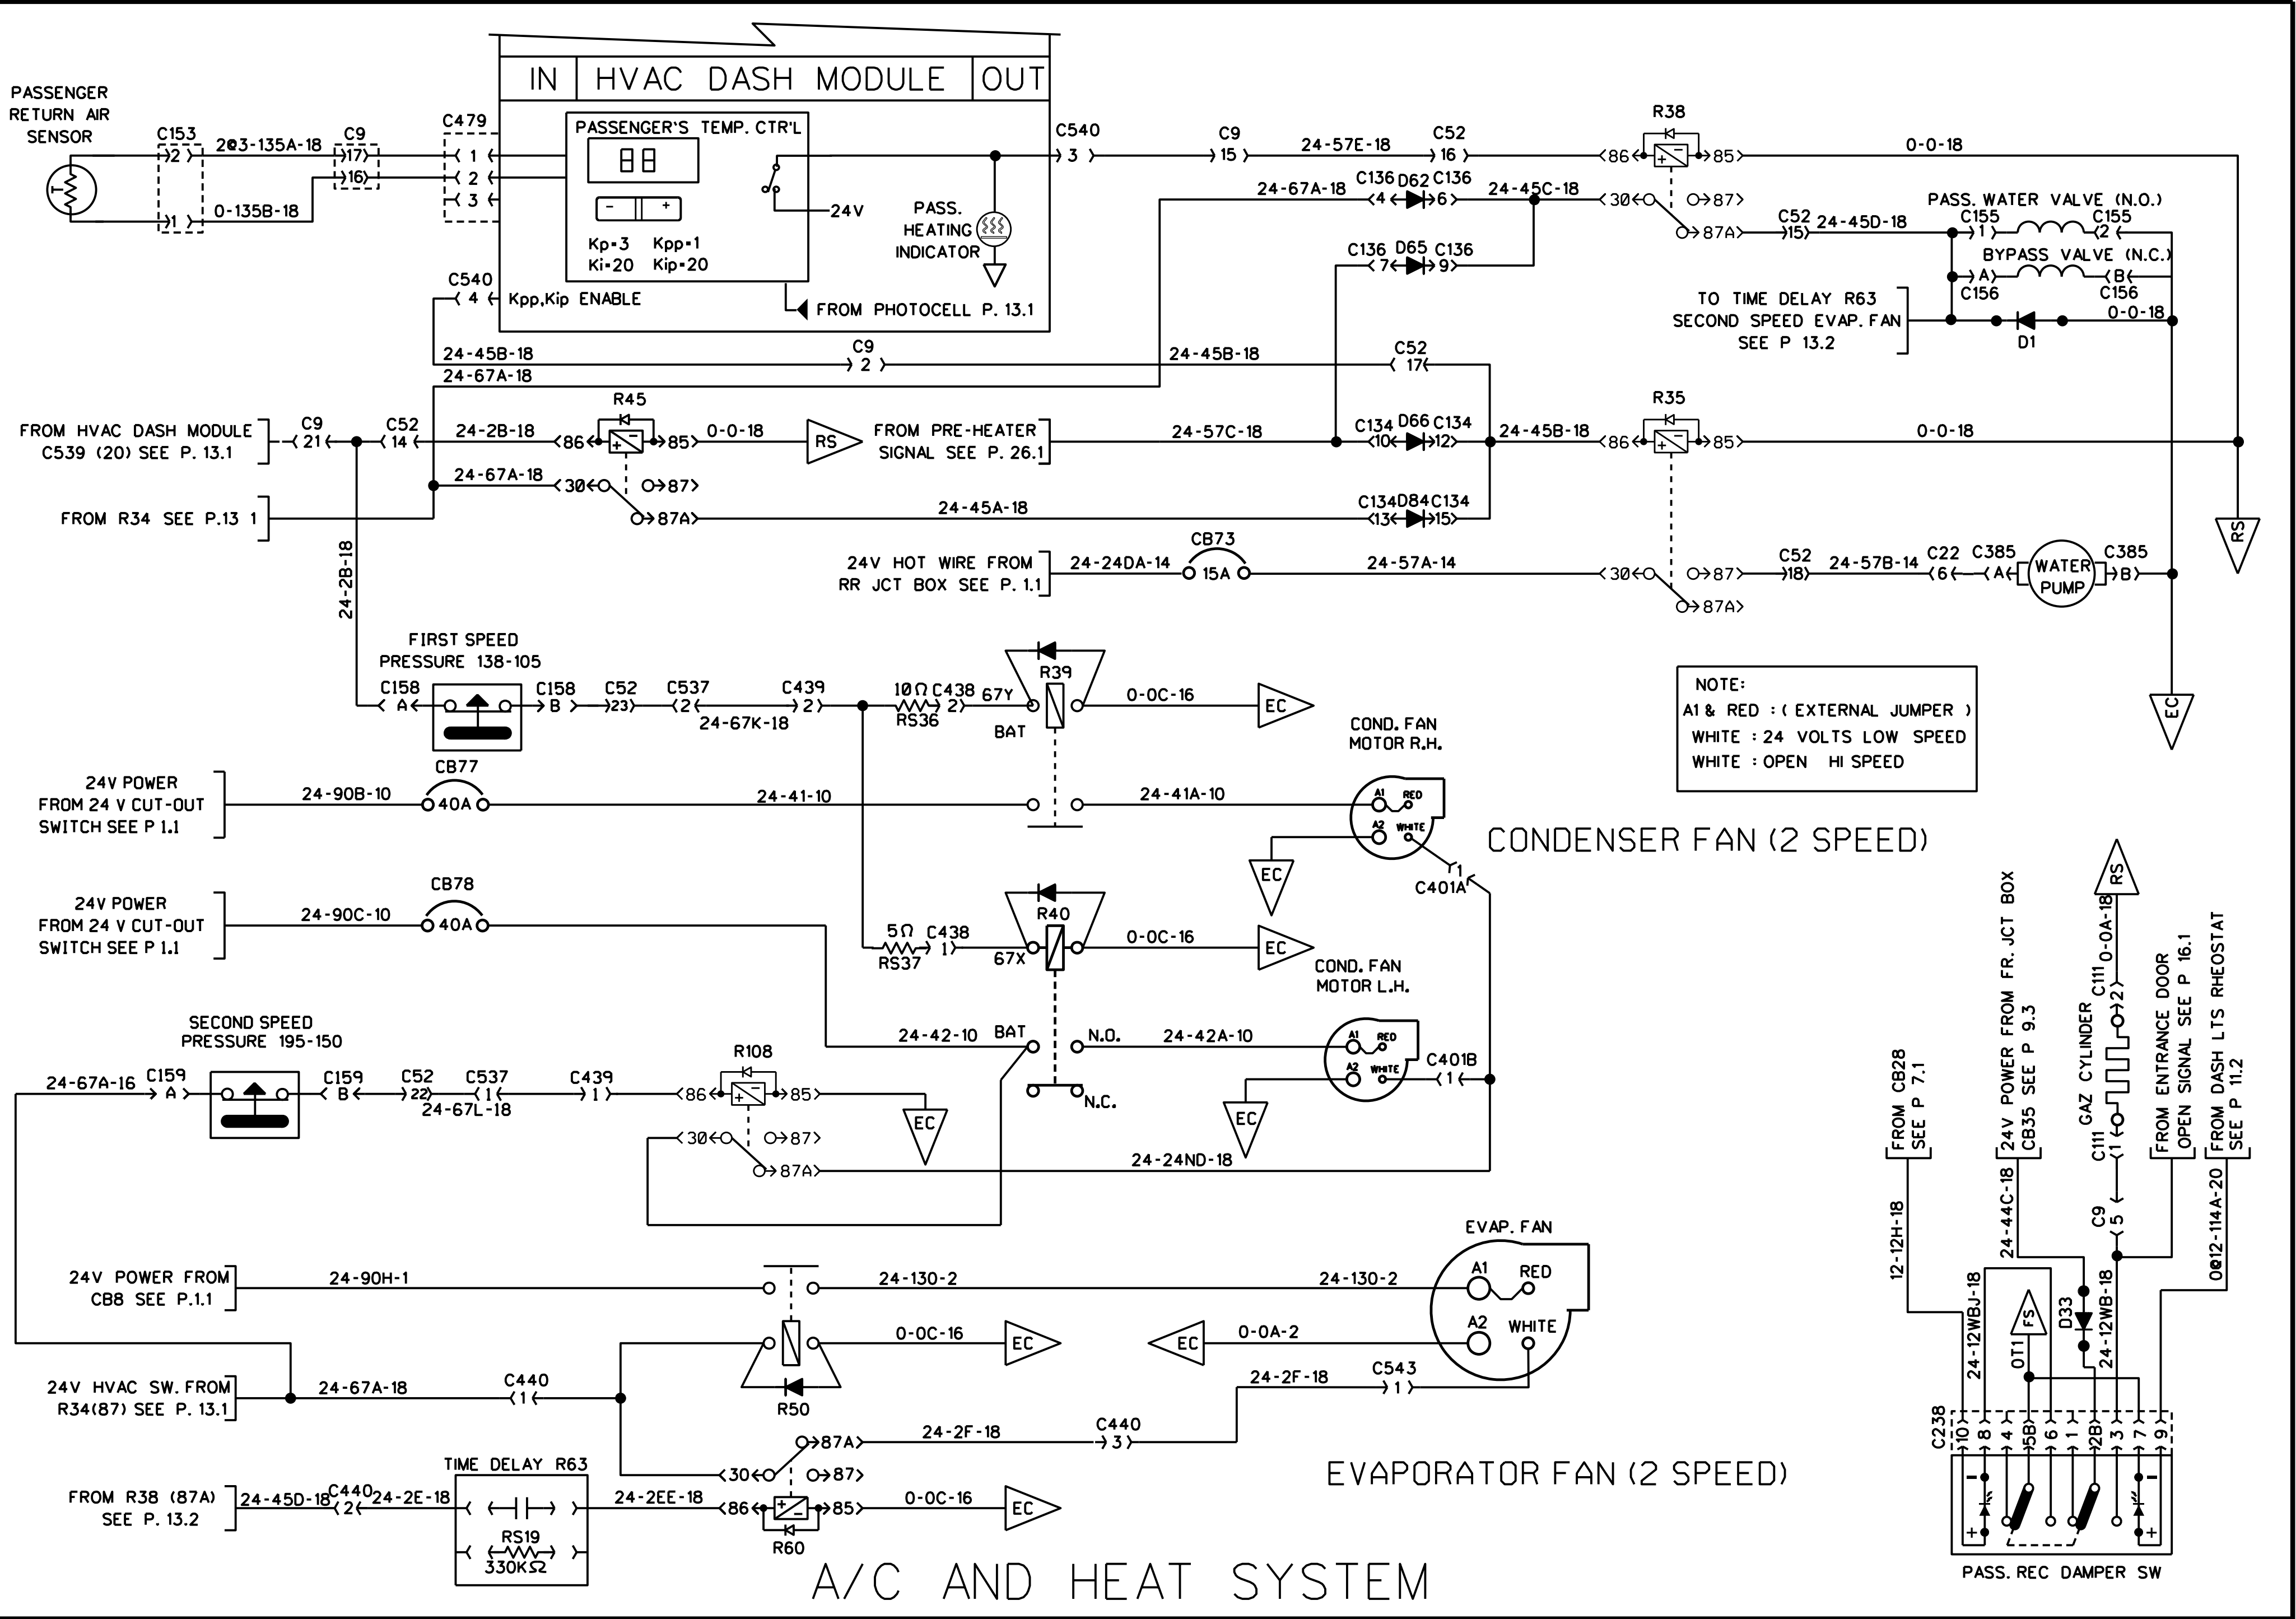 IN HVAC DASH MODULE OUT
PASSENGER
RETURN AIR
SENSOR
T
C153
2
1
2@3-135A-18
0-135B-18
C9
17
16
C479
1
2
3
PASSENGER'S TEMP. CTR'L
88
- +
Kp=3 Kpp=1
Ki=20 Kip=20
24V
PASS.
HEATING
INDICATOR
C540
4
Kpp,Kip ENABLE
FROM PHOTOCELL P. 13.1
C540
3
C9
15
24-57E-18
C52
16
R38
86
+ -
85
0-0-18
24-67A-18
C136 D62 C136
4 6
24-45C-18
30
87
87A
C136 D65 C136
7 9
C52
15
24-45D-18
PASS. WATER VALVE (N.O.)
C155 C155
1 2
BYPASS VALVE (N.C.)
A B
C156 C156
TO TIME DELAY R63
SECOND SPEED EVAP. FAN
SEE P 13.2
0-0-18
D1
24-45B-18
C9
2
24-45B-18
C52
17
24-67A-18
FROM HVAC DASH MODULE
C539 (20) SEE P. 13.1
C9
21
C52
14
24-2B-18
R45
86
+ -
85
0-0-18
RS
FROM PRE-HEATER
SIGNAL SEE P. 26.1
24-57C-18
C134 D66 C134
10 12
24-45B-18
R35
86
+ -
85
0-0-18
24-67A-18
30
87
87A
FROM R34 SEE P.13 1
24-45A-18
C134 D84 C134
13 15
RS
24-2B-18
24V HOT WIRE FROM
RR JCT BOX SEE P. 1.1
24-24DA-14
CB73
15A
24-57A-14
30
87
87A
C52
18
24-57B-14
C22
6
C385
A
WATER
PUMP
C385
B
EC
FIRST SPEED
PRESSURE 138-105
C158
A
C158
B
C52
23
C537
2
24-67K-18
C439
2
10Ω
RS36
C438
2
67Y
R39
BAT
0-0C-16
EC
NOTE:
A1 & RED : ( EXTERNAL JUMPER )
WHITE : 24 VOLTS LOW SPEED
WHITE : OPEN HI SPEED
COND. FAN
MOTOR R.H.
24V POWER
FROM 24 V CUT-OUT
SWITCH SEE P 1.1
24-90B-10
CB77
40A
24-41-10
24-41A-10
A1 RED
A2 WHITE
EC
1
C401A
CONDENSER FAN (2 SPEED)
24V POWER
FROM 24 V CUT-OUT
SWITCH SEE P 1.1
24-90C-10
CB78
40A
5Ω
RS37
C438
1
67X
R40
0-0C-16
EC
COND. FAN
MOTOR L.H.
SECOND SPEED
PRESSURE 195-150
24-42-10
BAT
N.O.
N.C.
24-42A-10
A1 RED
A2 WHITE
C401B
1
EC
24-67A-16
C159
A
C159
B
C52
22
C537
1
24-67L-18
C439
1
R108
86
+ -
85
EC
30
87
87A
24-24ND-18
24V POWER FROM
CB8 SEE P.1.1
24-90H-1
24-130-2
24-130-2
EVAP. FAN
A1 RED
A2 WHITE
0-0C-16
EC
EC
0-0A-2
R50
24V HVAC SW. FROM
R34(87) SEE P. 13.1
24-67A-18
C440
1
24-2F-18
C543
1
24-2F-18
C440
3
87A
30
87
TIME DELAY R63
FROM R38 (87A)
SEE P. 13.2
24-45D-18
C440
2
24-2E-18
RS19
330KΩ
24-2EE-18
86
+ -
85
R60
0-0C-16
EC
EVAPORATOR FAN (2 SPEED)
A/C AND HEAT SYSTEM
FROM CB28
SEE P 7.1
12-12H-18
24V POWER FROM FR. JCT BOX
CB35 SEE P 9.3
24-44C-18
GAZ CYLINDER
RS
0-0A-18
C111
2
C111
1
C9
5
FROM ENTRANCE DOOR
OPEN SIGNAL SEE P 16.1
FROM DASH LTS RHEOSTAT
SEE P 11.2
0@12-114A-20
24-12WBJ-18
FS
0T1
D33
24-12WB-18
C238
10 8 4 5B 6 1 2B 3 7 9
- -
+ +
PASS. REC DAMPER SW